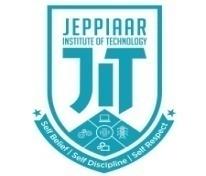 JEPPIAAR
INSTITUTE OF TECHNOLOGY
JiT
Self Belief | Self Discipline | Self Respect